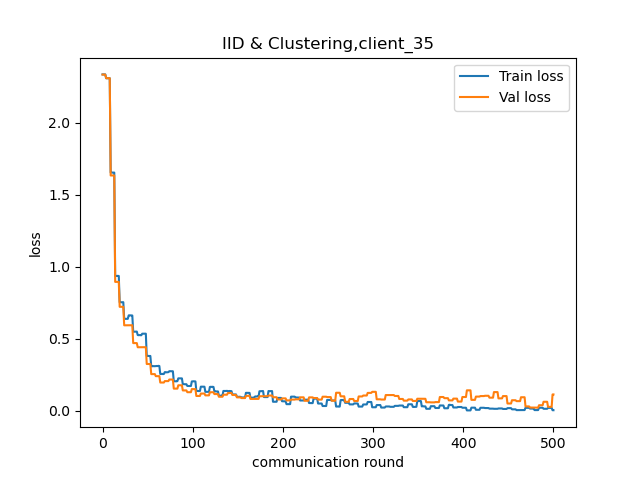 IID & Clustering,client_35
Train loss
Val loss
2.0
1.5
1.0
0.5
0.0
loss
0
100
200
300
400
500
communication round